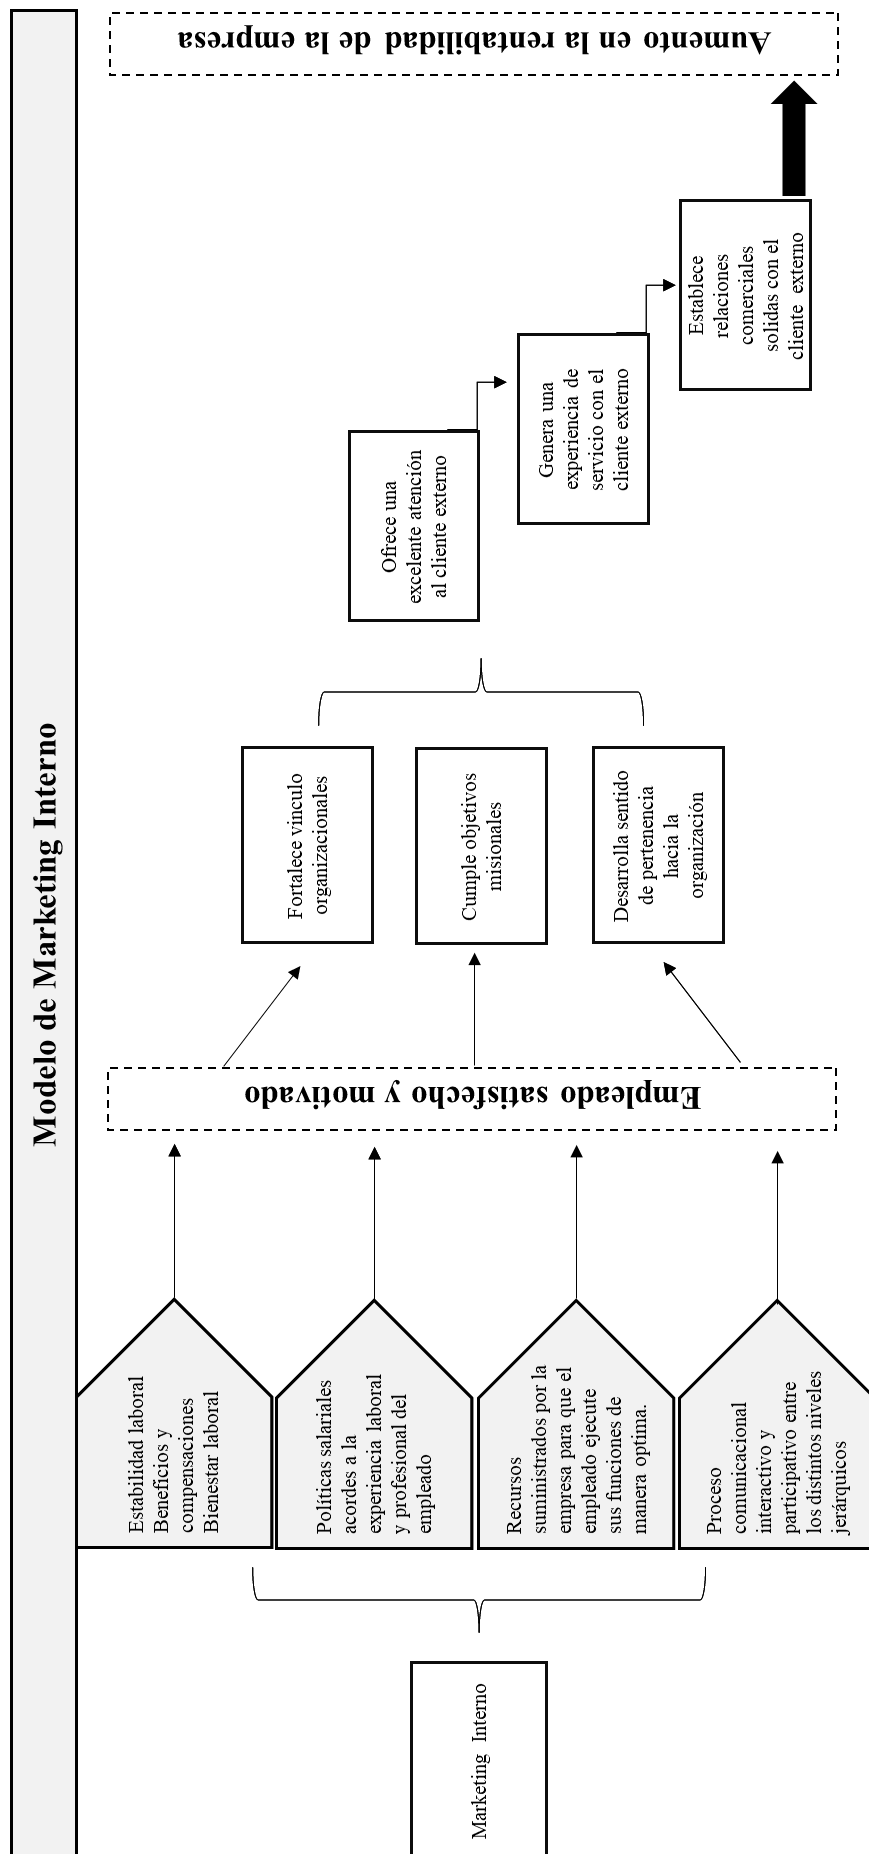 Modelo de Marketing Interno
Marketing Interno
Estabilidad laboral
Beneficios y
compensaciones
Bienestar laboral
Políticas salariales
acordes a la
experiencia laboral
y profesional del
empleado
Recursos
suministrados por la
empresa para que el
empleado ejecute
sus funciones de
manera optima.
Proceso
comunicacional
interactivo y
participativo entre
los distintos niveles
jerárquicos
Empleado satisfecho y motivado
Fortalece vinculo
organizacionales
Cumple objetivos
misionales
Desarrolla sentido
de pertenencia
hacia la
organización
Ofrece una
excelente atención
al cliente externo
Genera una
experiencia de
servicio con el
cliente externo
Establece
relaciones
comerciales
solidas con el
cliente externo
Aumento en la rentabilidad de la empresa